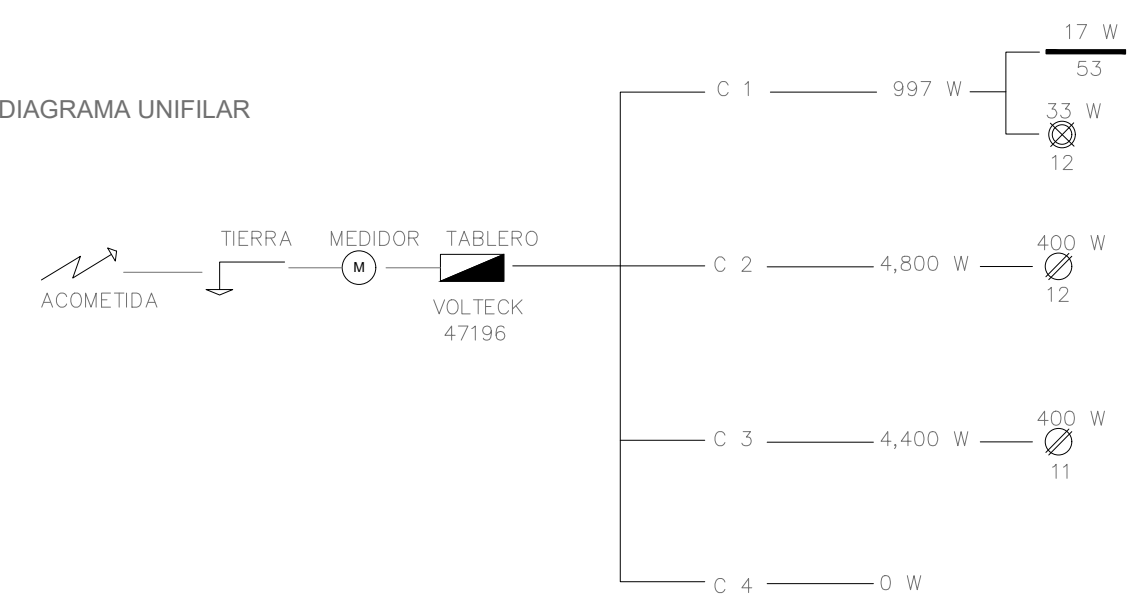 DIAGRAMA UNIFILAR
ACOMETIDA
TIERRA
MEDIDOR
M
TABLERO
VOLTECK
47196
C 1
997 W
17 W
53
33 W
12
C 2
4,800 W
400 W
12
C 3
4,400 W
400 W
11
C 4
0 W